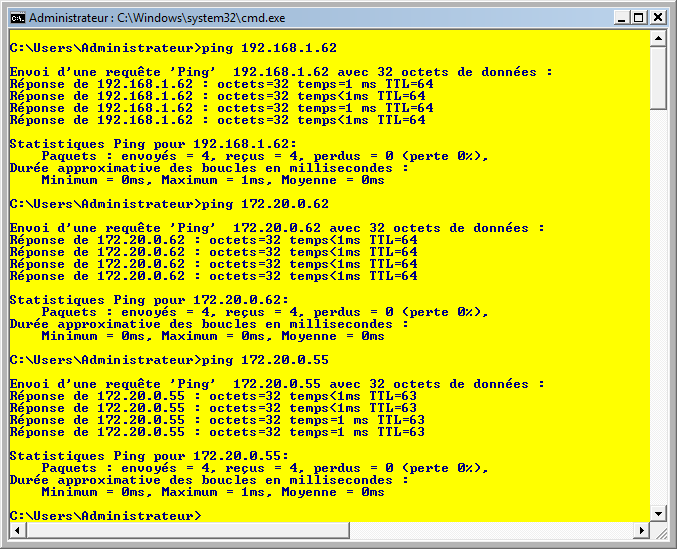 Administrateur : C:\Windows\system32\cmd.exe
C:\Users\Administrateur>ping 192.168.1.62
Envoi d'une requête 'Ping'  192.168.1.62 avec 32 octets de données :
Réponse de 192.168.1.62 : octets=32 temps=1 ms TTL=64
Réponse de 192.168.1.62 : octets=32 temps<1ms TTL=64
Réponse de 192.168.1.62 : octets=32 temps=1 ms TTL=64
Réponse de 192.168.1.62 : octets=32 temps<1ms TTL=64
Statistiques Ping pour 192.168.1.62:
    Paquets : envoyés = 4, reçus = 4, perdus = 0 (perte 0%),
Durée approximative des boucles en millisecondes :
    Minimum = 0ms, Maximum = 1ms, Moyenne = 0ms
C:\Users\Administrateur>ping 172.20.0.62
Envoi d'une requête 'Ping'  172.20.0.62 avec 32 octets de données :
Réponse de 172.20.0.62 : octets=32 temps<1ms TTL=64
Réponse de 172.20.0.62 : octets=32 temps<1ms TTL=64
Réponse de 172.20.0.62 : octets=32 temps<1ms TTL=64
Réponse de 172.20.0.62 : octets=32 temps<1ms TTL=64
Statistiques Ping pour 172.20.0.62:
    Paquets : envoyés = 4, reçus = 4, perdus = 0 (perte 0%),
Durée approximative des boucles en millisecondes :
    Minimum = 0ms, Maximum = 0ms, Moyenne = 0ms
C:\Users\Administrateur>ping 172.20.0.55
Envoi d'une requête 'Ping'  172.20.0.55 avec 32 octets de données :
Réponse de 172.20.0.55 : octets=32 temps<1ms TTL=63
Réponse de 172.20.0.55 : octets=32 temps<1ms TTL=63
Réponse de 172.20.0.55 : octets=32 temps=1 ms TTL=63
Réponse de 172.20.0.55 : octets=32 temps=1 ms TTL=63
Statistiques Ping pour 172.20.0.55:
    Paquets : envoyés = 4, reçus = 4, perdus = 0 (perte 0%),
Durée approximative des boucles en millisecondes :
    Minimum = 0ms, Maximum = 1ms, Moyenne = 0ms
C:\Users\Administrateur>